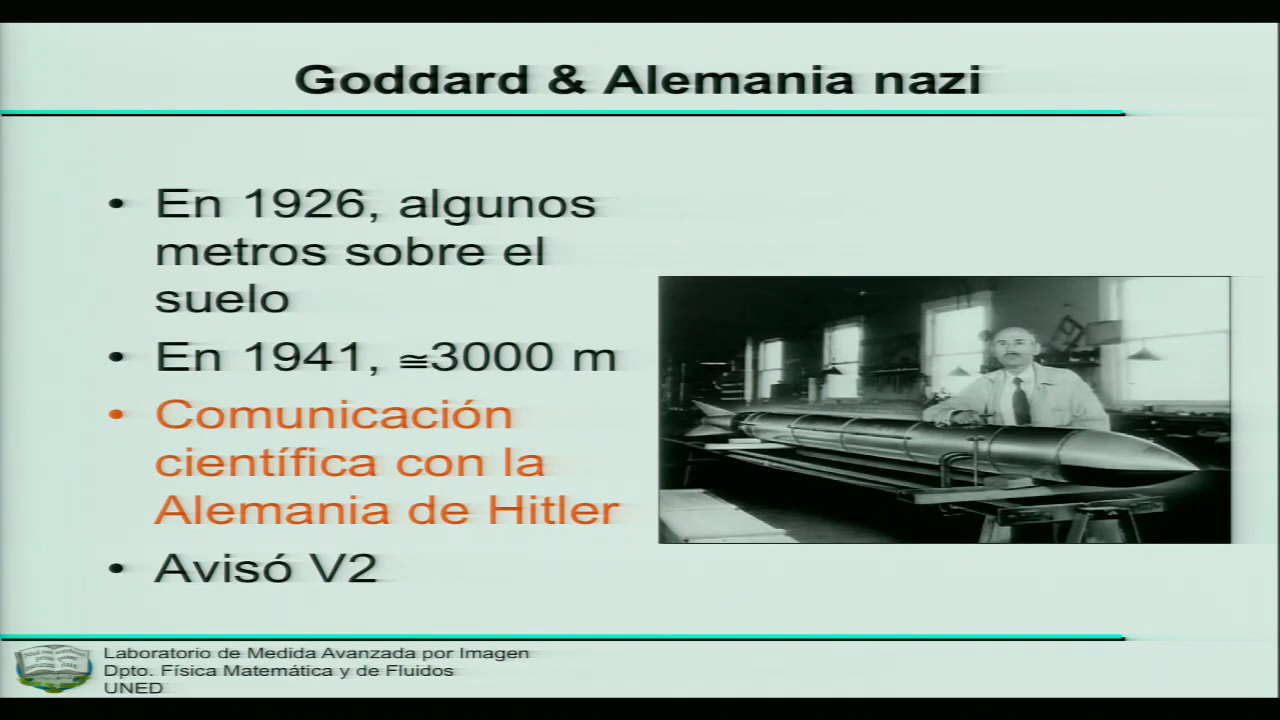 Goddard & Alemania nazi
• En 1926, algunos
metros sobre el
suelo
• En 1941, ≅3000 m
• Comunicación
científica con la
Alemania de Hitler
• Avisó V2
Laboratorio de Medida Avanzada por Imagen
Dpto. Física Matemática y de Fluidos
UNED